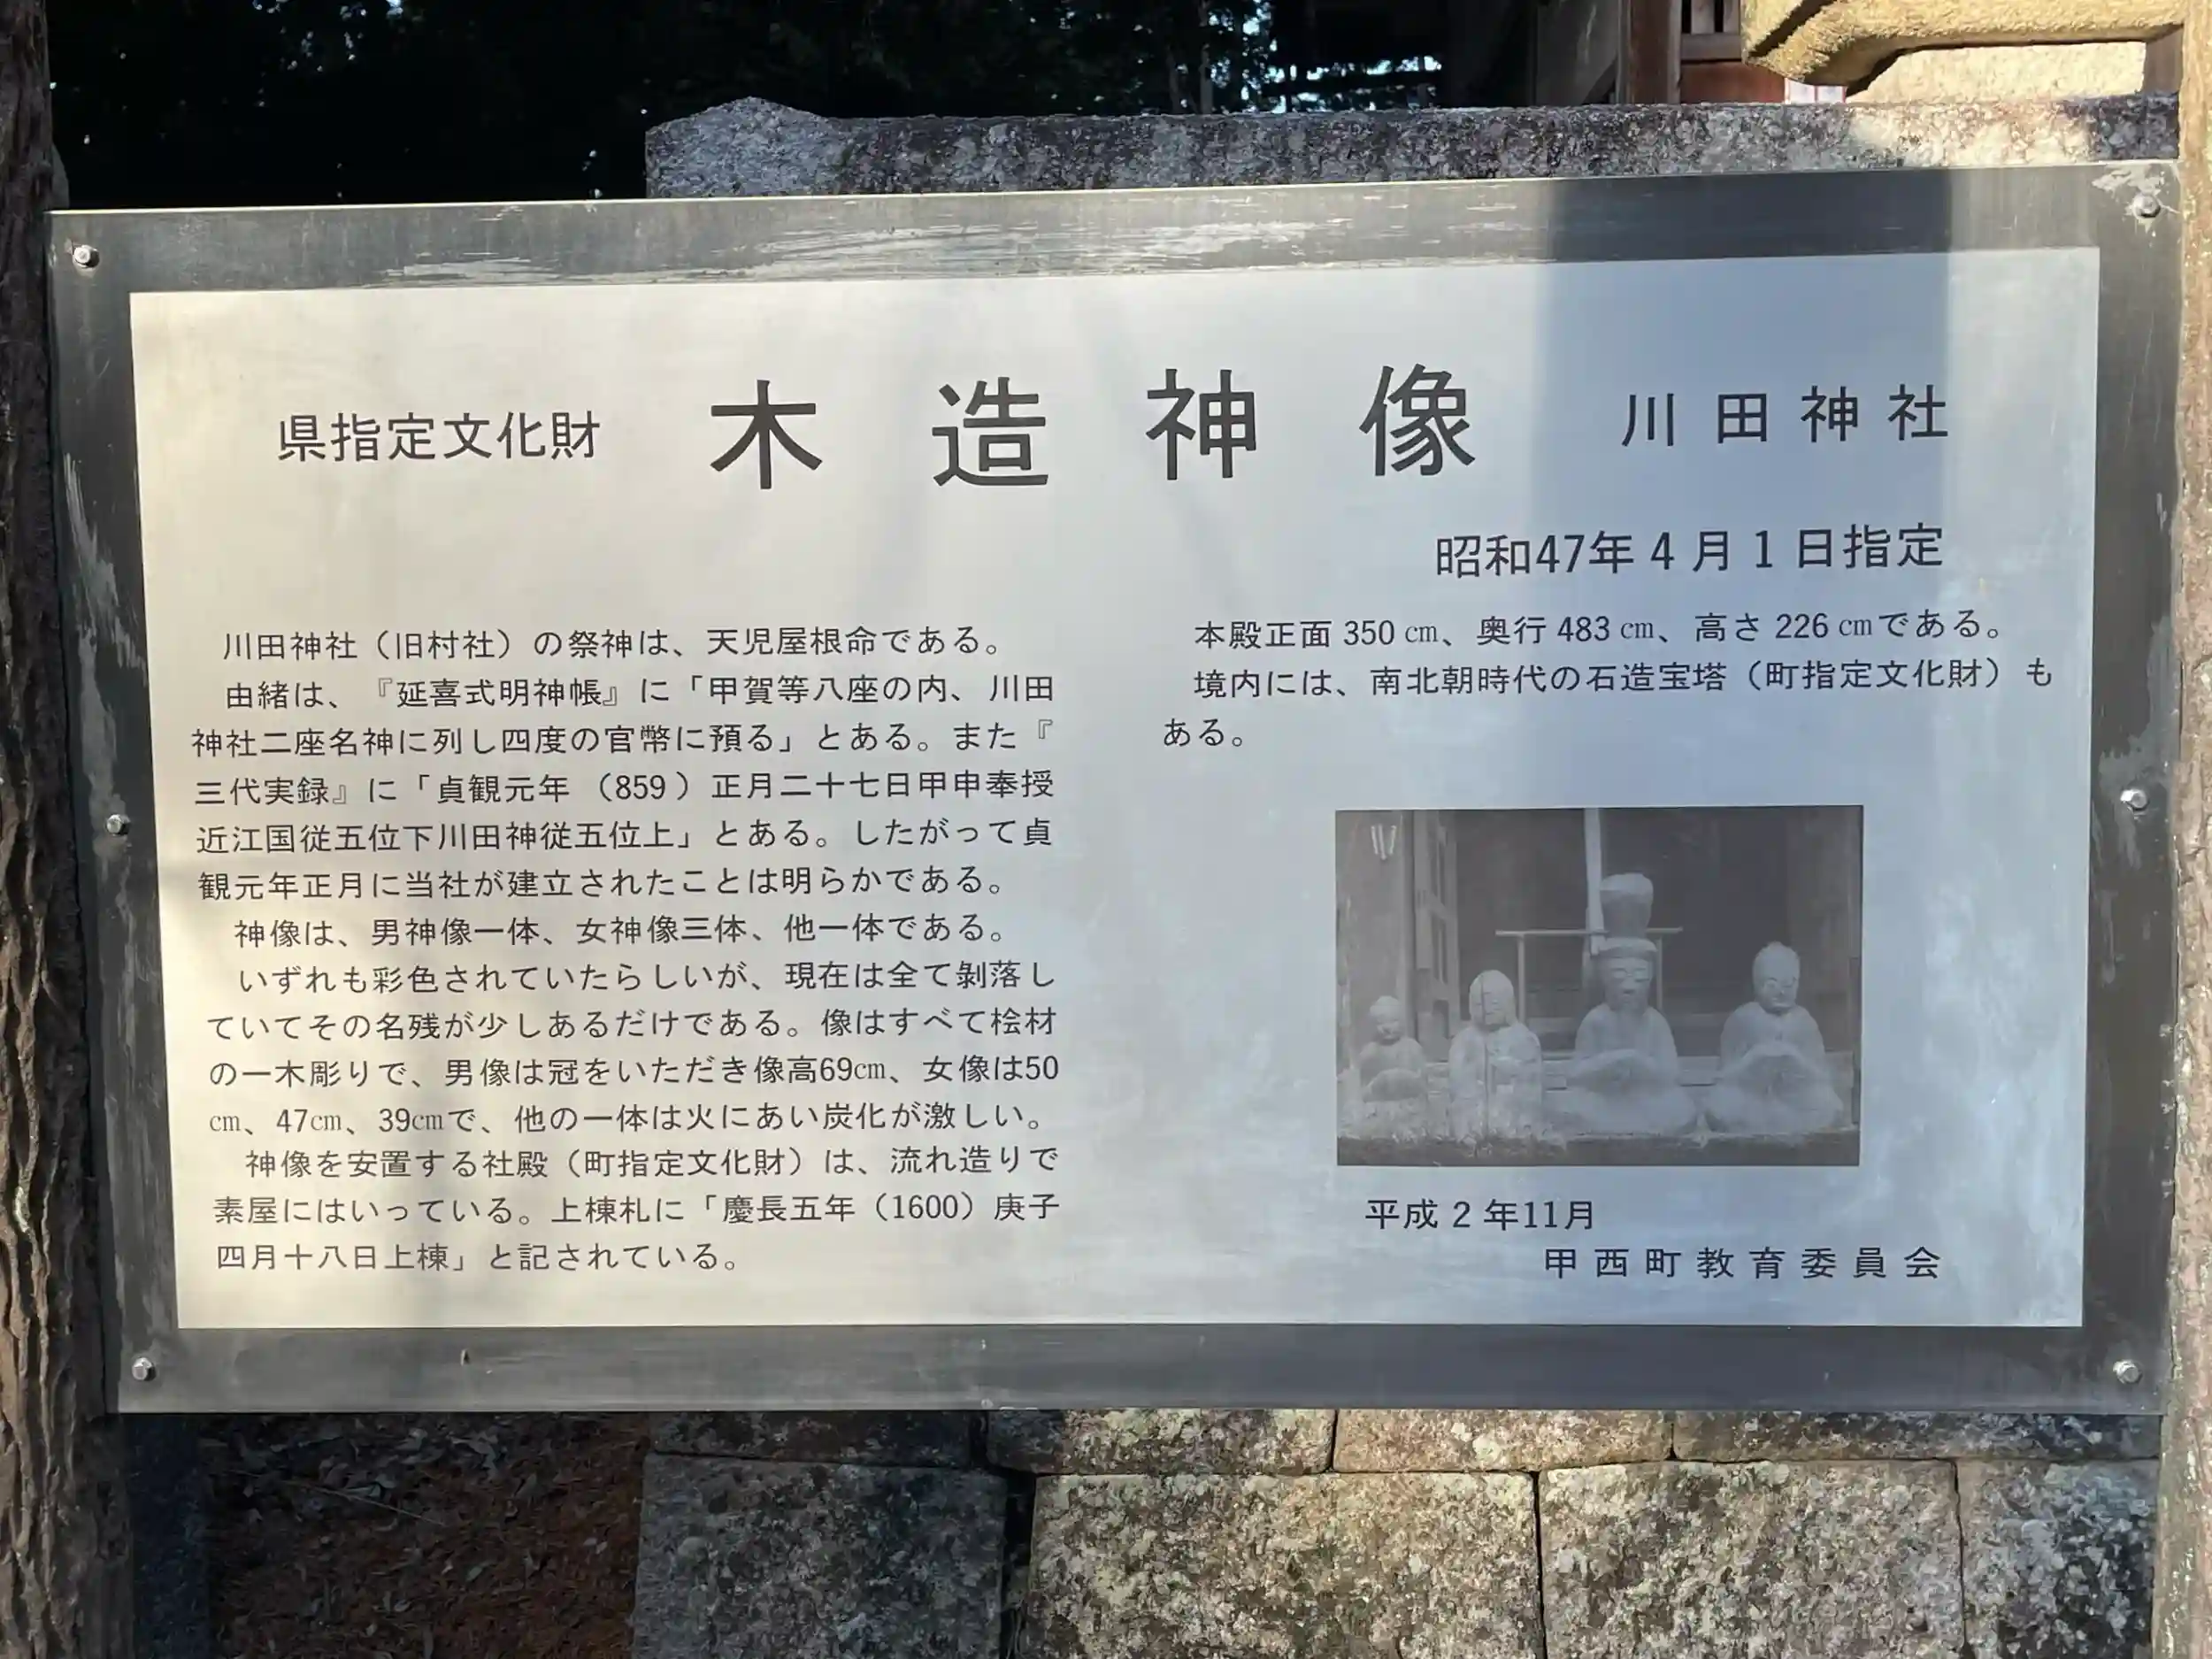 県指定文化財 木造神像 川田神社
昭和47年4月1日指定
川田神社（旧村社）の祭神は、天児屋根命である。
由緒は、『延喜式明神帳』に「甲賀等八座の内、川田
神社二座名神に列し四度の官幣に預る」とある。また『
三代実録』に「貞観元年（859）正月二十七日甲申奉授
近江国従五位下川田神従五位上」とある。したがって貞
観元年正月に当社が建立されたことは明らかである。
神像は、男神像一体、女神像三体、他一体である。
いずれも彩色されていたらしいが、現在は全て剝落し
ていてその名残が少しあるだけである。像はすべて桧材
の一木彫りで、男像は冠をいただき像高69㎝、女像は50
㎝、47㎝、39㎝で、他の一体は火にあい炭化が激しい。
神像を安置する社殿（町指定文化財）は、流れ造りで
素屋にはいっている。上棟札に「慶長五年（1600）庚子
四月十八日上棟」と記されている。
本殿正面350㎝、奥行483㎝、高さ226㎝である。
境内には、南北朝時代の石造宝塔（町指定文化財）も
ある。
平成2年11月
甲西町教育委員会